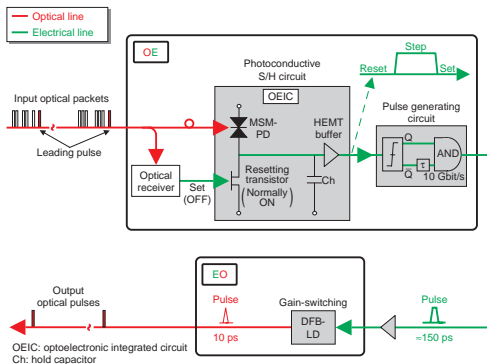 Optical line
Electrical line
OE
Photoconductive
S/H circuit
OEIC
Step
Reset
Set
Input optical packets
Leading pulse
MSM-
PD
HEMT
buffer
Pulse generating
circuit
Q
Q̅
τ
AND
10 Gbit/s
Optical
receiver
Set
(OFF)
Resetting
transistor
(Normally
ON)
Ch
EO
Output
optical pulses
Pulse
10 ps
Gain-switching
DFB-
LD
Pulse
≈150 ps
OEIC: optoelectronic integrated circuit
Ch: hold capacitor